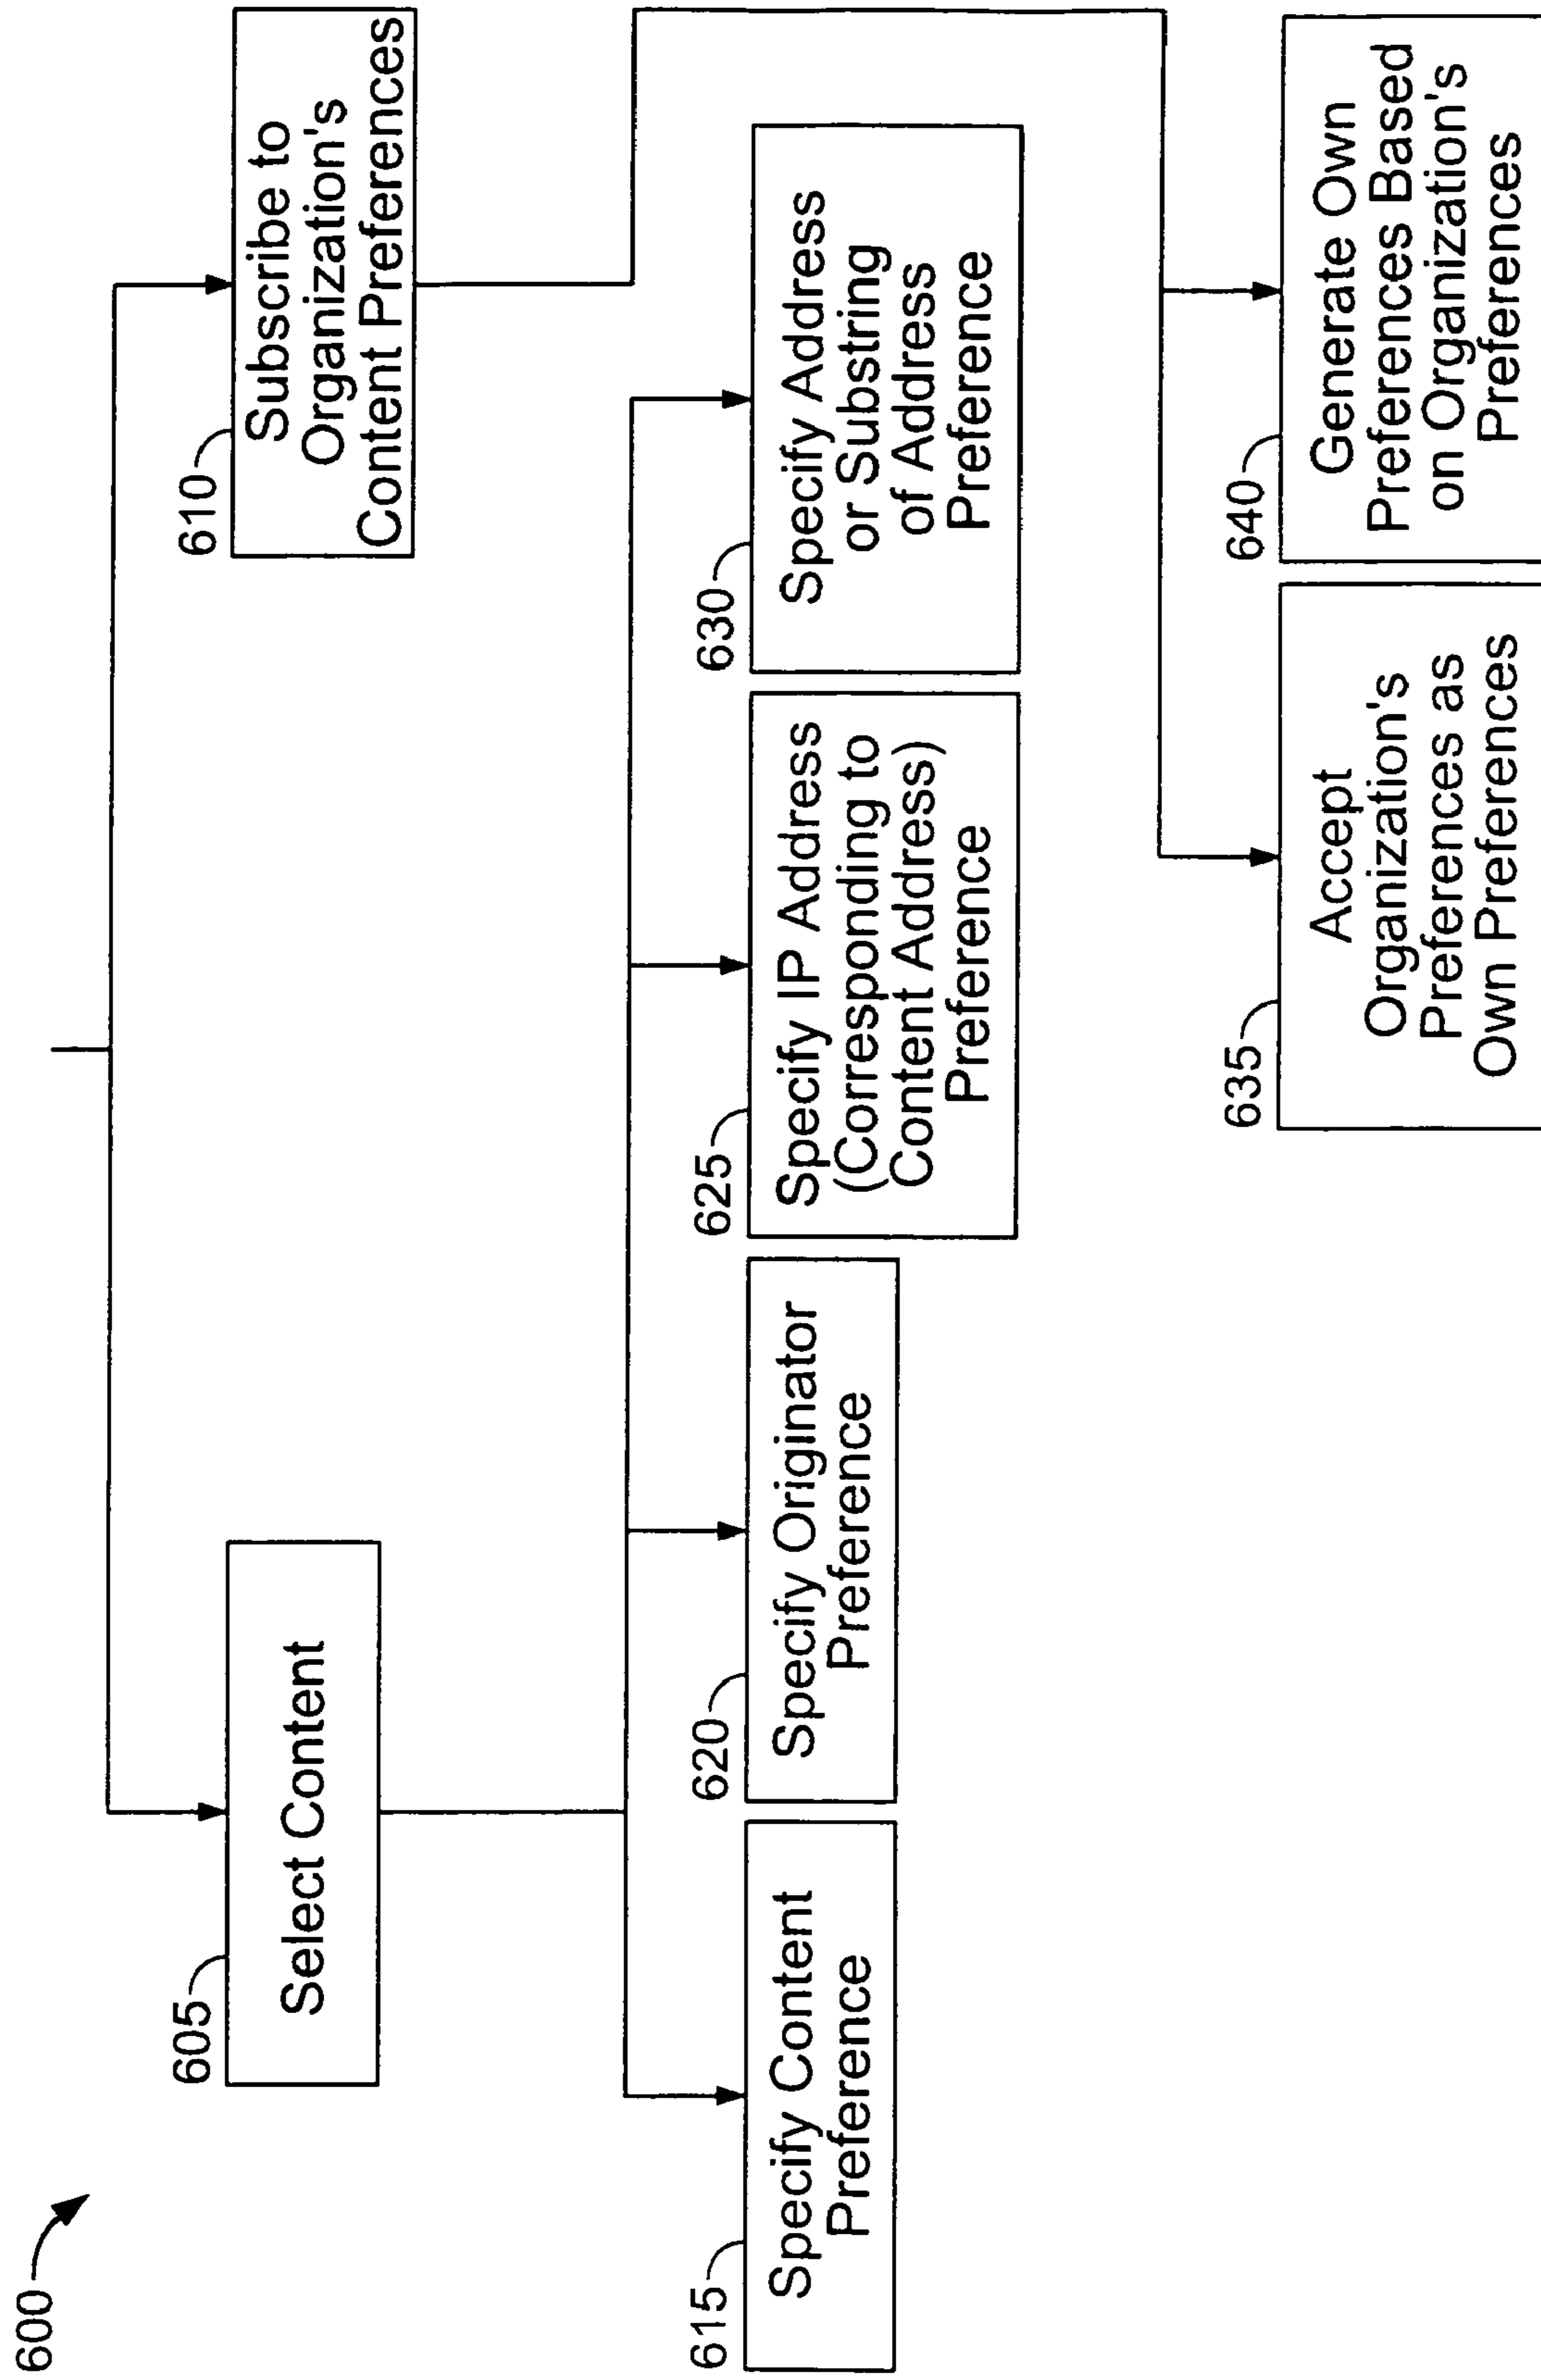 600
605
Select Content
610
Subscribe to
Organization's
Content Preferences
615
Specify Content
Preference
620
Specify Originator
Preference
625
Specify IP Address
(Corresponding to
Content Address)
Preference
630
Specify Address
or Substring
of Address
Preference
635
Accept
Organization's
Preferences as
Own Preferences
640
Generate Own
Preferences Based
on Organization's
Preferences